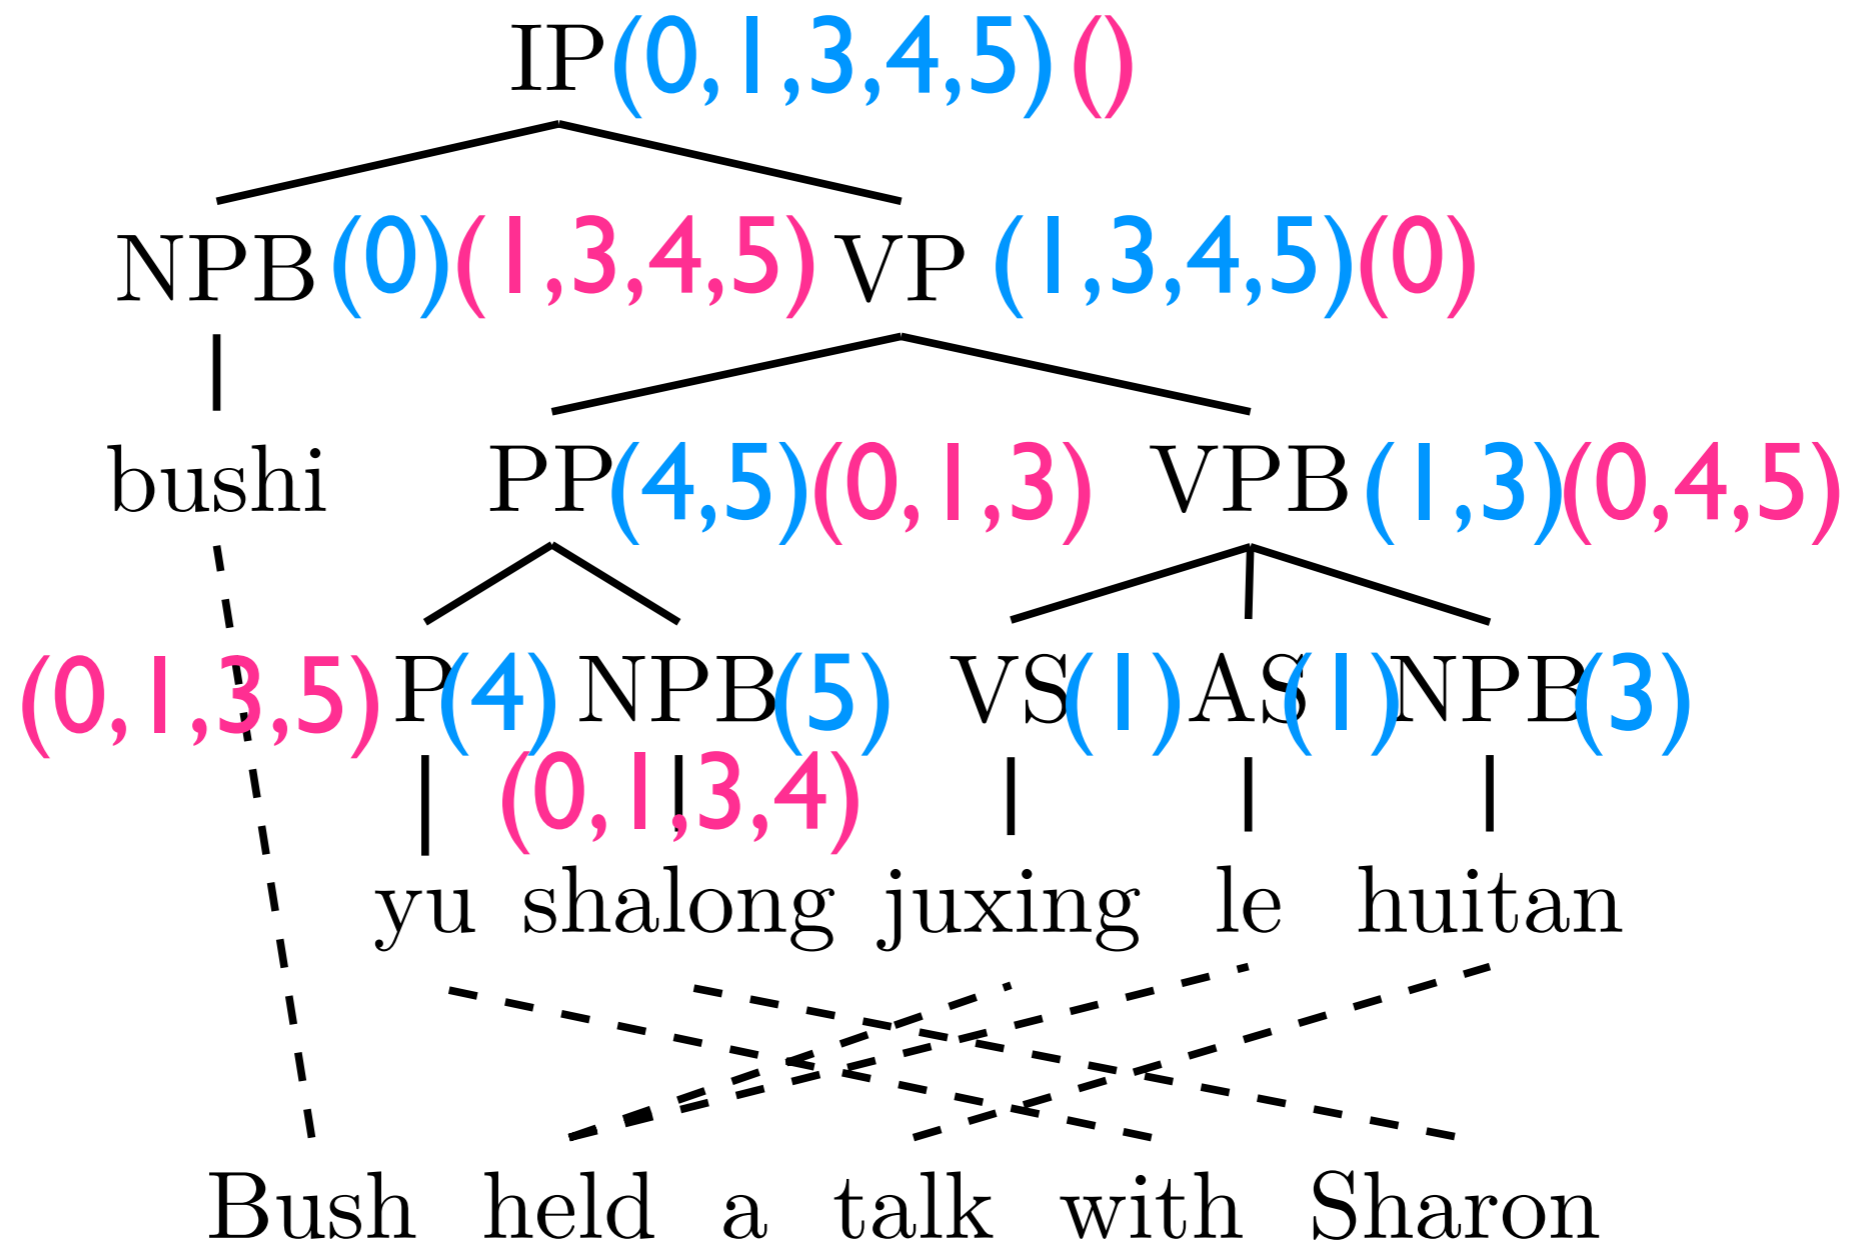 IP(0,1,3,4,5)()
NPB(0)(1,3,4,5) VP (1,3,4,5)(0)
bushi PP(4,5)(0,1,3) VPB(1,3)(0,4,5)
(0,1,3,5) P(4) NPB(5) VS(1) AS(1) NPB(3)
(0,1,3,4)
yu shalong juxing le huitan
Bush held a talk with Sharon